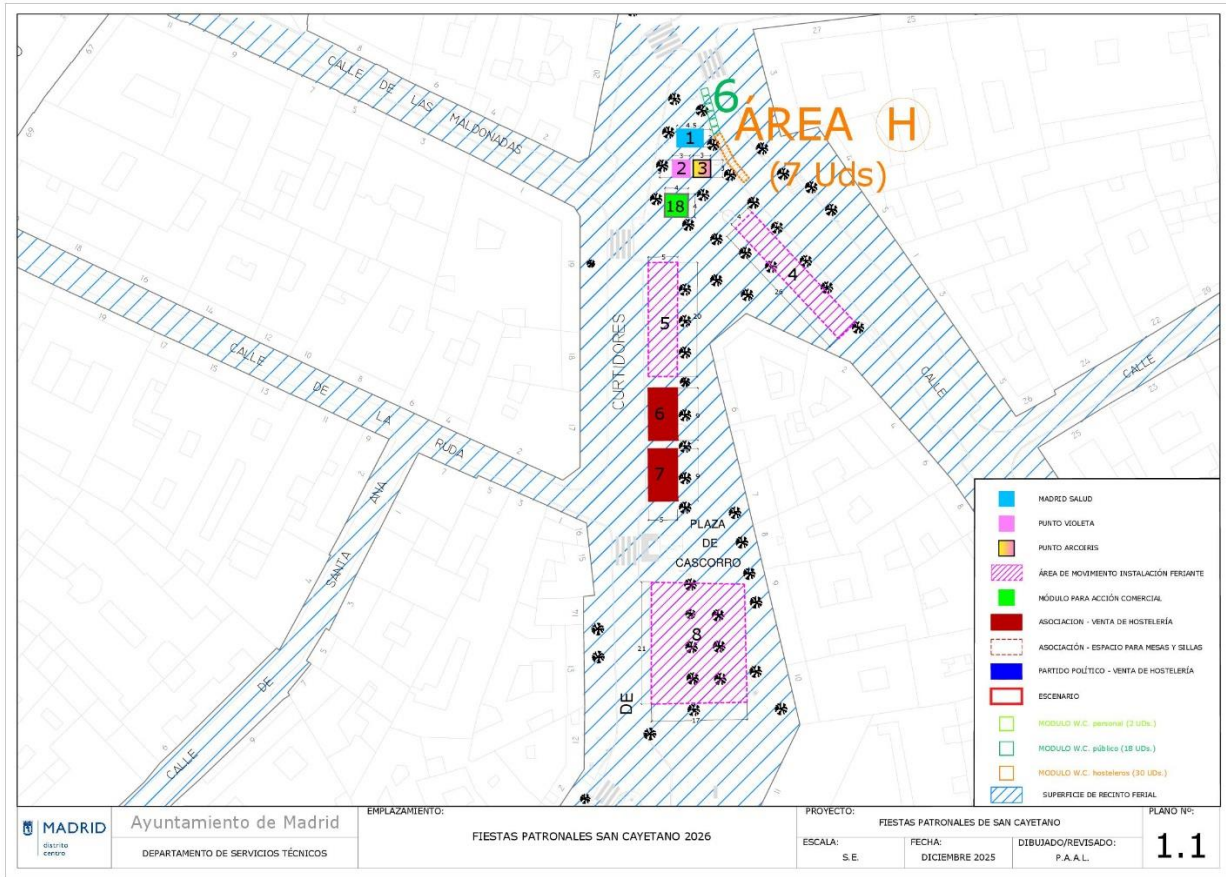 CALLE DE LAS MALDONADAS
6
ÁREA H
(7 Uds)
1
2
3
18
4
5
CURTIDORES
CALLE
CALLE
CALLE DE LA RUDA
6
7
SANTA ANA
PLAZA
DE
CASCORRO
8
21
17
DE
CALLE DE
MADRID SALUD
PUNTO VIOLETA
PUNTO ARCOIRIS
ÁREA DE MOVIMIENTO INSTALACIÓN FERIANTE
MÓDULO PARA ACCIÓN COMERCIAL
ASOCIACION - VENTA DE HOSTELERÍA
ASOCIACIÓN - ESPACIO PARA MESAS Y SILLAS
PARTIDO POLÍTICO - VENTA DE HOSTELERÍA
ESCENARIO
MODULO W.C. personal (2 UDs.)
MODULO W.C. público (18 UDs.)
MODULO W.C. hosteleros (30 UDs.)
SUPERFICIE DE RECINTO FERIAL
MADRID
distrito
centro
Ayuntamiento de Madrid
DEPARTAMENTO DE SERVICIOS TÉCNICOS
EMPLAZAMIENTO:
FIESTAS PATRONALES SAN CAYETANO 2026
PROYECTO:
FIESTAS PATRONALES DE SAN CAYETANO
ESCALA:
S.E.
FECHA:
DICIEMBRE 2025
DIBUJADO/REVISADO:
P.A.A.L.
PLANO Nº:
1.1